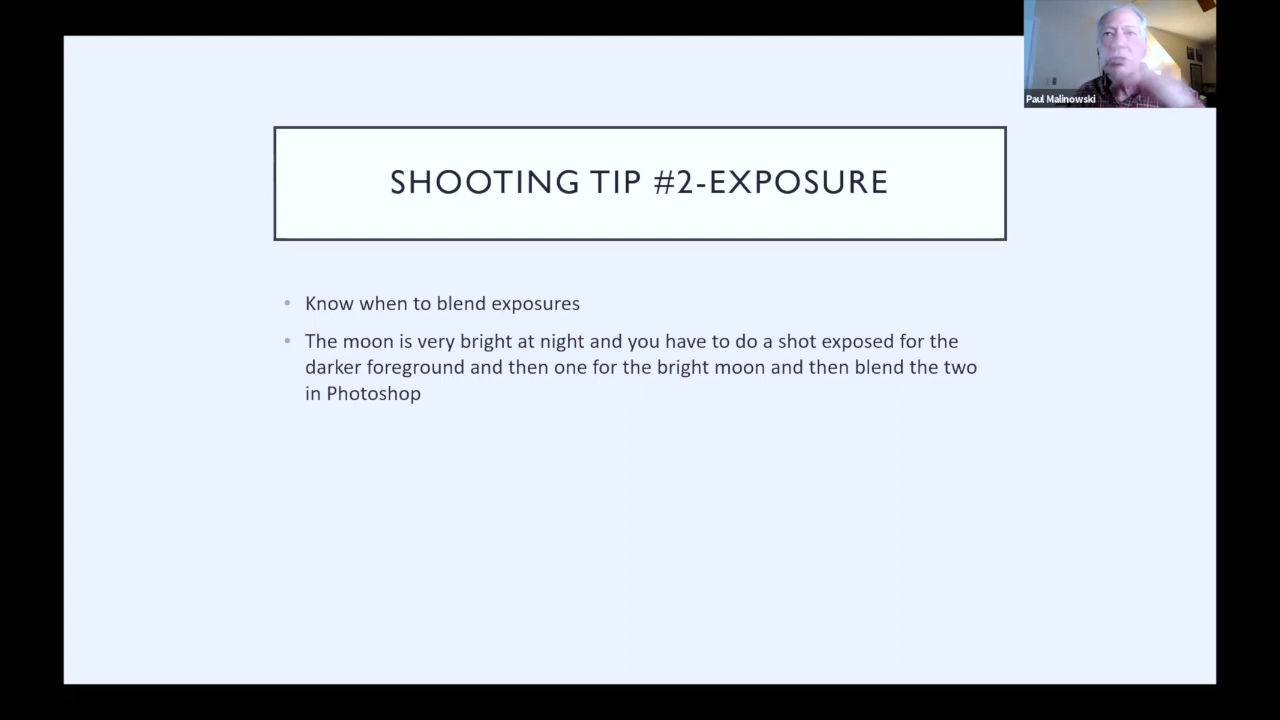 Paul Malinowski
SHOOTING TIP #2-EXPOSURE
• Know when to blend exposures
• The moon is very bright at night and you have to do a shot exposed for the
darker foreground and then one for the bright moon and then blend the two
in Photoshop